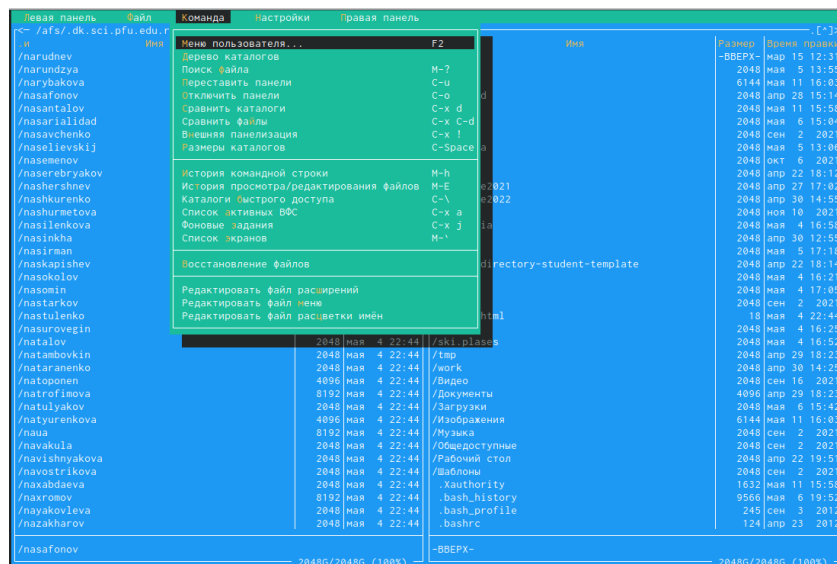 Левая панель Файл Команда Настройки Правая панель
<− /afs/.dk.sci.pfu.edu.r .[^]>
.и Имя Имя Размер Время правки
Меню пользователя... F2 -ВВЕРХ- мар 15 12:31
/narudnev Дерево каталогов 2048 мая 5 13:55
/narundzya Поиск файла M-? 6144 мая 11 16:03
/narybakova Переставить панели C-u 2048 апр 28 15:14
/nasafonov Отключить панели C-o d
/nasantalov Сравнить каталоги C-x d 2048 мая 11 15:58
/nasarialidad Сравнить файлы C-x C-d 2048 мая 6 15:04
/nasavchenko Внешняя панелизация C-x ! 2048 сен 2 2021
/naselievskij Размеры каталогов C-Space а 2048 мая 5 13:06
/nasemenov 2048 окт 6 2021
/naserebryakov История командной строки M-h 2048 апр 22 18:12
/nashershnev История просмотра/редактирования файлов M-E e2021 2048 апр 27 17:02
/nashkurenko Каталоги быстрого доступа C-\ e2022 2048 апр 30 14:55
/nashurmetova Список активных ВФС C-x a 2048 ноя 10 2021
/nasilenkova Фоновые задания C-x j ia 2048 мая 4 16:58
/nasinkha Список экранов M-` 2048 апр 30 12:55
/nasirman 2048 мая 5 17:18
/naskapishev Восстановление файлов directory-student-template 2048 апр 22 18:14
/nasokolov 2048 мая 4 16:21
/nasomin Редактировать файл расширений 2048 мая 4 17:05
/nastarkov Редактировать файл меню 2048 сен 2 2021
/nastulenko Редактировать файл расцветки имён html 18 мая 4 22:44
/nasurovegin 2048 мая 4 16:25
/natalov 2048 мая 4 22:44 /ski.plases 2048 мая 4 16:52
/natambovkin 2048 мая 4 22:44 /tmp 2048 апр 29 18:23
/nataranenko 2048 мая 4 22:44 /work 2048 апр 30 14:25
/natoponen 4096 мая 4 22:44 /Видео 2048 сен 16 2021
/natrofimova 8192 мая 4 22:44 /Документы 4096 апр 29 18:23
/natulyakov 2048 мая 4 22:44 /Загрузки 2048 мая 6 15:42
/natyurenkova 4096 мая 4 22:44 /Изображения 6144 мая 11 16:03
/naua 8192 мая 4 22:44 /Музыка 2048 сен 2 2021
/navakula 2048 мая 4 22:44 /Общедоступные 2048 сен 2 2021
/navishnyakova 2048 мая 4 22:44 /Рабочий стол 2048 апр 22 19:51
/navostrikova 2048 мая 4 22:44 /Шаблоны 2048 сен 2 2021
/naxabdaeva 2048 мая 4 22:44 .Xauthority 1632 мая 11 15:58
/naxromov 8192 мая 4 22:44 .bash_history 9566 мая 6 19:52
/nayakovleva 2048 мая 4 22:44 .bash_profile 245 сен 3 2012
/nazakharov 2048 мая 4 22:44 .bashrc 124 апр 23 2012
/nasafonov -ВВЕРХ-
2048G/2048G (100%) 2048G/2048G (100%)